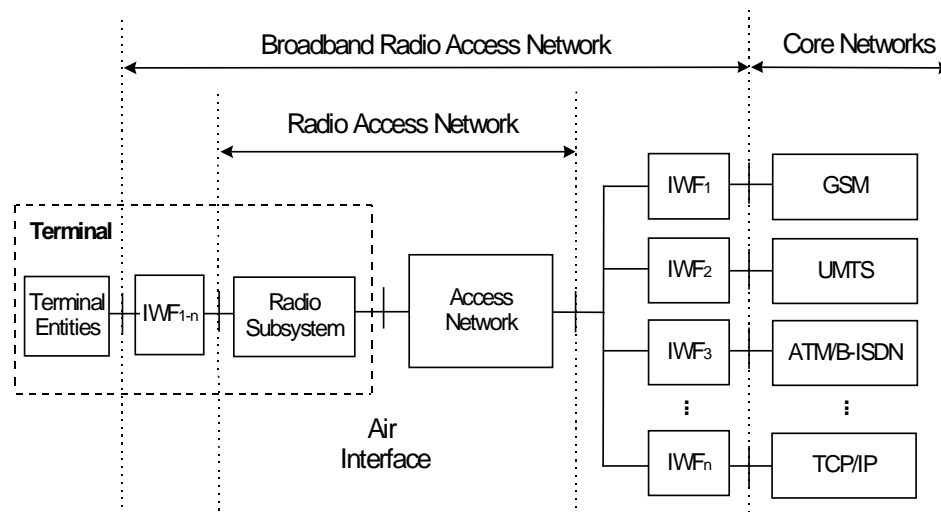 Broadband Radio Access Network
Core Networks
Radio Access Network
IWF1
GSM
Terminal
IWF2
UMTS
Terminal
Entities
IWF1-n
Radio
Subsystem
Access
Network
IWF3
ATM/B-ISDN
Air
Interface
IWFn
TCP/IP